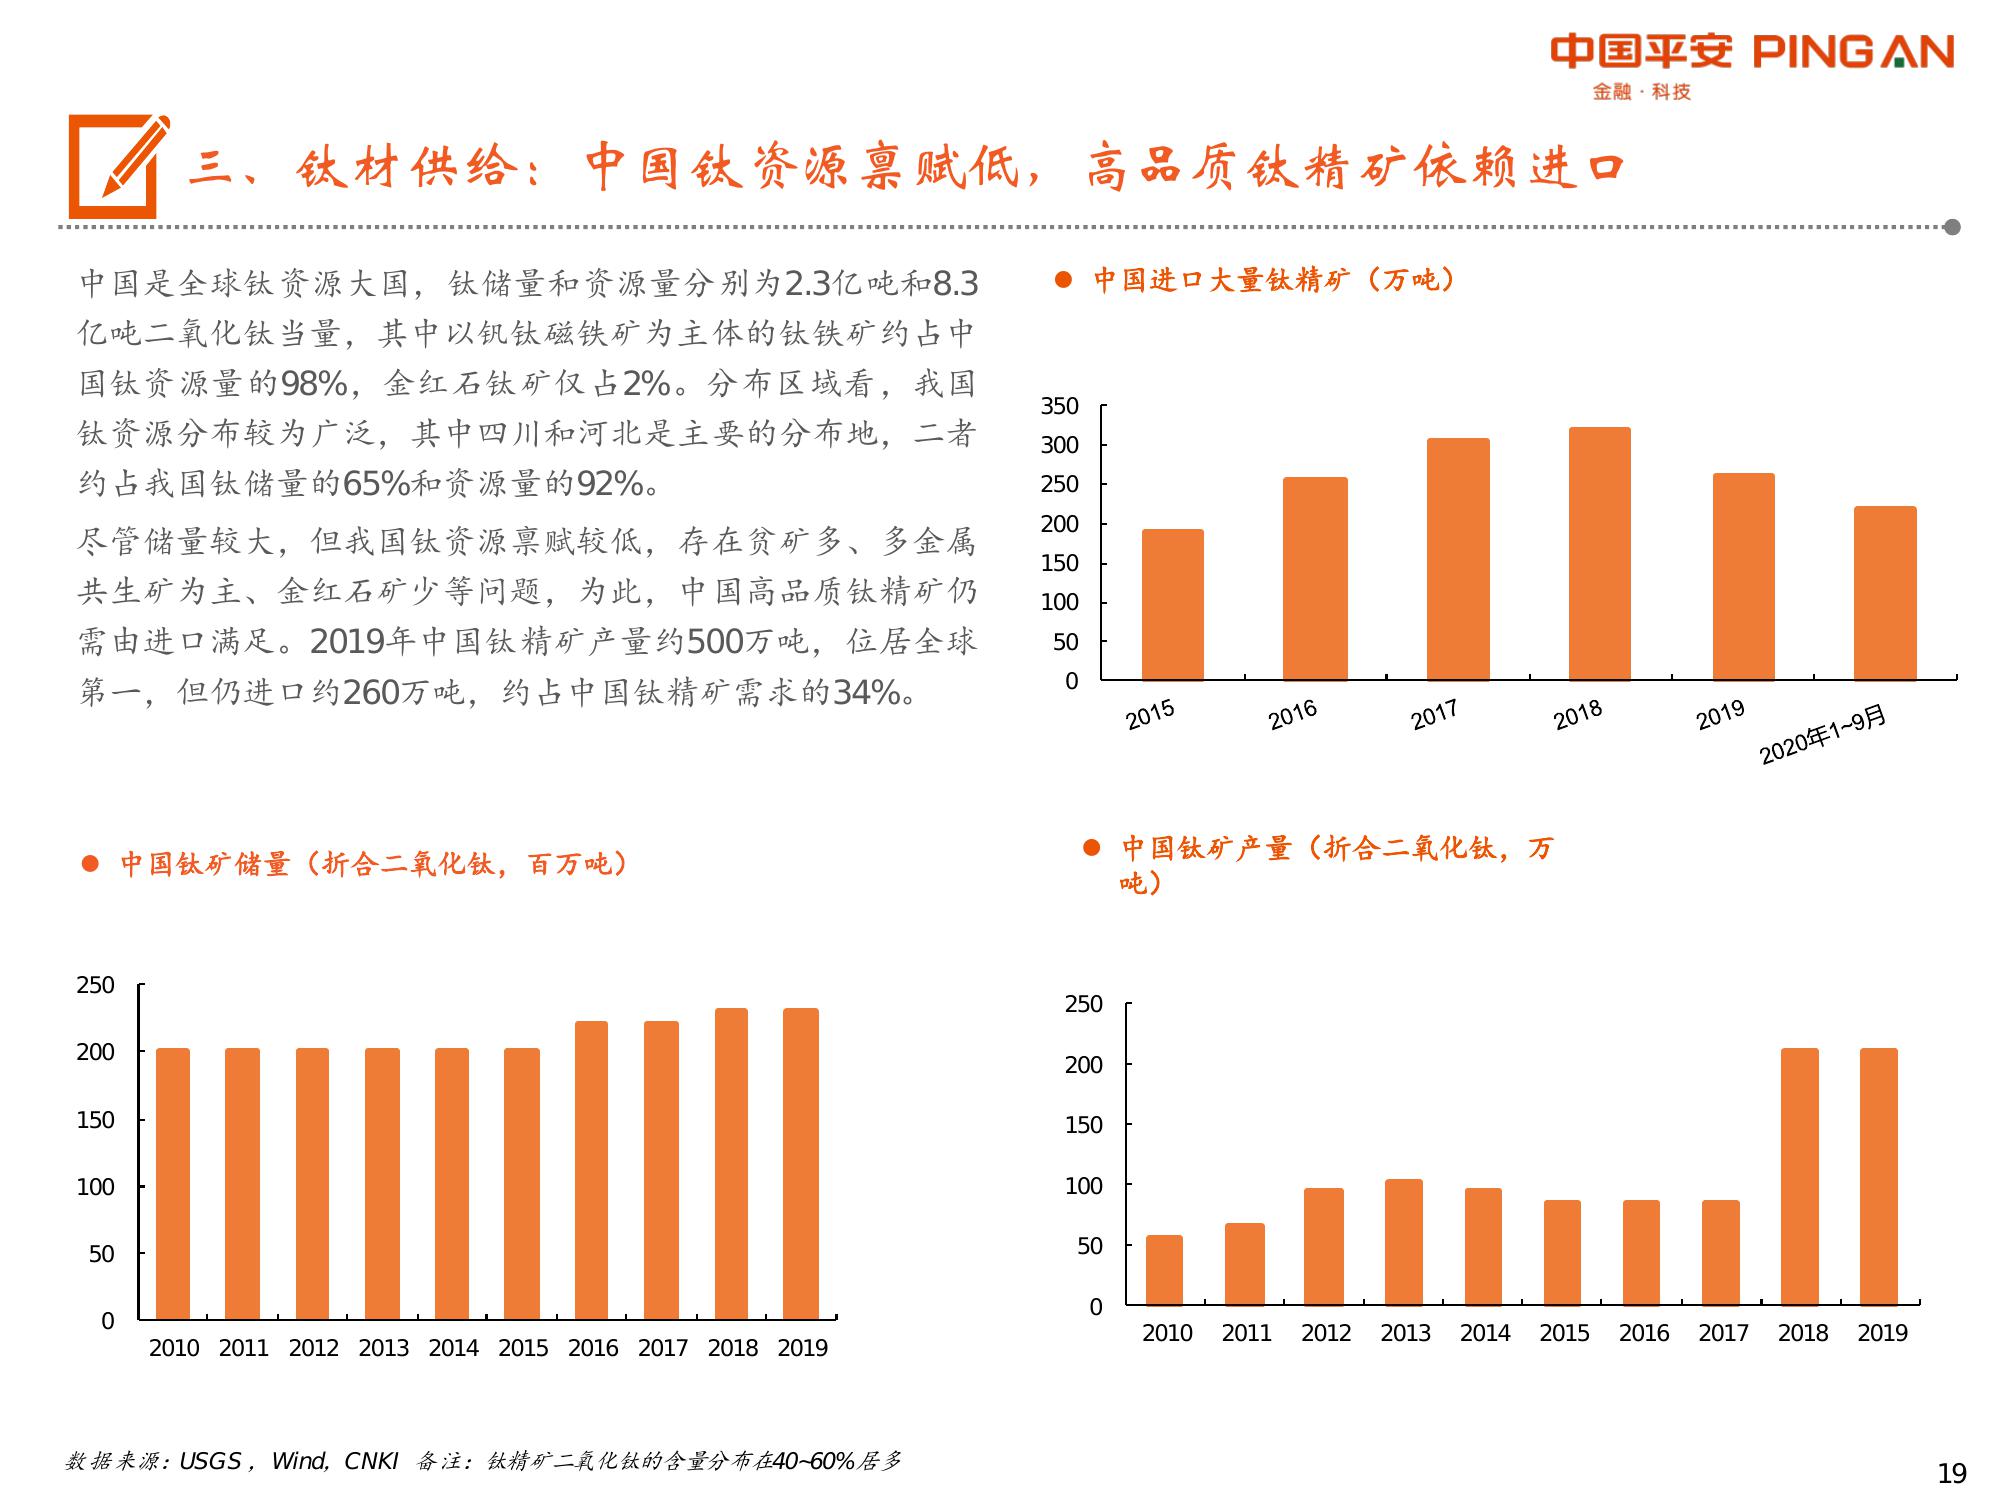 中国平安 PING AN
金融·科技
三、钛材供给：中国钛资源禀赋低，高品质钛精矿依赖进口
中国是全球钛资源大国，钛储量和资源量分别为2.3亿吨和8.3
亿吨二氧化钛当量，其中以钒钛磁铁矿为主体的钛铁矿约占中
国钛资源量的98%，金红石钛矿仅占2%。分布区域看，我国
钛资源分布较为广泛，其中四川和河北是主要的分布地，二者
约占我国钛储量的65%和资源量的92%。
尽管储量较大，但我国钛资源禀赋较低，存在贫矿多、多金属
共生矿为主、金红石矿少等问题，为此，中国高品质钛精矿仍
需由进口满足。2019年中国钛精矿产量约500万吨，位居全球
第一，但仍进口约260万吨，约占中国钛精矿需求的34%。
中国进口大量钛精矿（万吨）
350
300
250
200
150
100
50
0
2015 2016 2017 2018 2019 2020年1~9月
中国钛矿储量（折合二氧化钛，百万吨）
250
200
150
100
50
0
2010 2011 2012 2013 2014 2015 2016 2017 2018 2019
中国钛矿产量（折合二氧化钛，万
吨）
250
200
150
100
50
0
2010 2011 2012 2013 2014 2015 2016 2017 2018 2019
数据来源：USGS，Wind，CNKI 备注：钛精矿二氧化钛的含量分布在40~60%居多
19